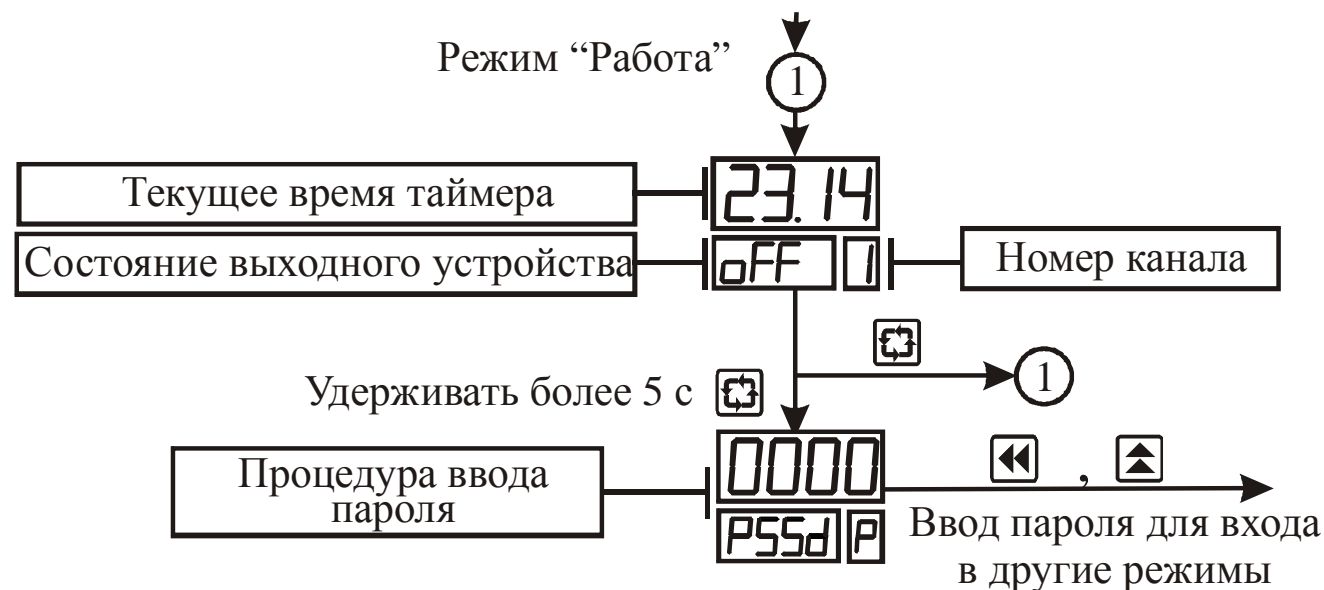 Режим “Работа”
1
Текущее время таймера
23.14
Состояние выходного устройства
oFF 1
Номер канала
1
Удерживать более 5 с
Процедура ввода
пароля
0000
,
PSSd P
Ввод пароля для входа
в другие режимы